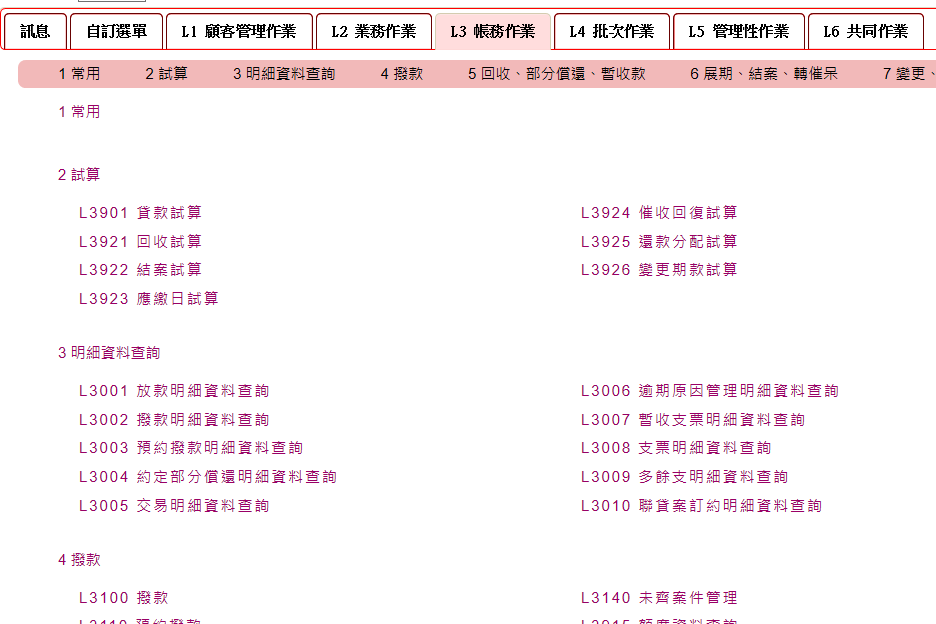 訊息 自訂選單 L1 顧客管理作業 L2 業務作業 L3 帳務作業 L4 批次作業 L5 管理性作業 L6 共同作業
1 常用 2 試算 3 明細資料查詢 4 撥款 5 回收、部分償還、暫收款 6 展期、結案、轉催呆 7 變更、
1 常用
2 試算
L3901 貸款試算 L3924 催收回復試算
L3921 回收試算 L3925 還款分配試算
L3922 結案試算 L3926 變更期款試算
L3923 應繳日試算
3 明細資料查詢
L3001 放款明細資料查詢 L3006 逾期原因管理明細資料查詢
L3002 撥款明細資料查詢 L3007 暫收支票明細資料查詢
L3003 預約撥款明細資料查詢 L3008 支票明細資料查詢
L3004 約定部分償還明細資料查詢 L3009 多餘支明細資料查詢
L3005 交易明細資料查詢 L3010 聯貸案訂約明細資料查詢
4 撥款
L3100 撥款 L3140 未齊案件管理